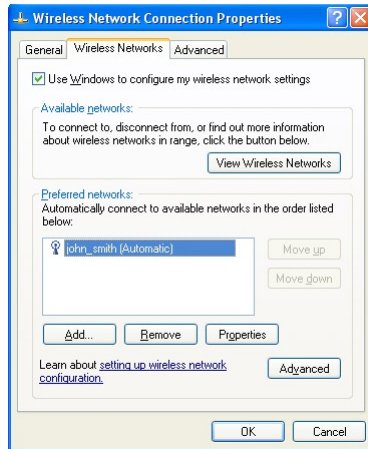 Wireless Network Connection Properties
General Wireless Networks Advanced
Use Windows to configure my wireless network settings
Available networks:
To connect to, disconnect from, or find out more information
about wireless networks in range, click the button below.
View Wireless Networks
Preferred networks:
Automatically connect to available networks in the order listed
below:
john_smith (Automatic)
Move up
Move down
Add... Remove Properties
Learn about setting up wireless network
configuration.
Advanced
OK Cancel